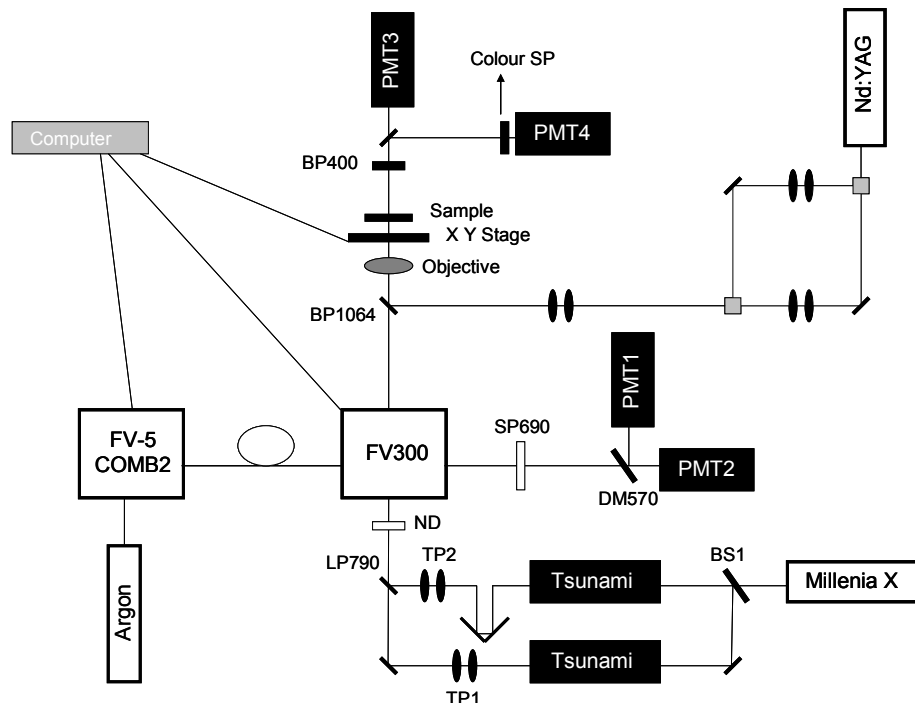 PMT3
Colour SP
Nd:YAG
PMT4
Computer
BP400
Sample
X Y Stage
Objective
BP1064
PMT1
FV-5
COMB2
FV300
SP690
PMT2
DM570
ND
LP790
TP2
BS1
Tsunami
Millenia X
Argon
Tsunami
TP1